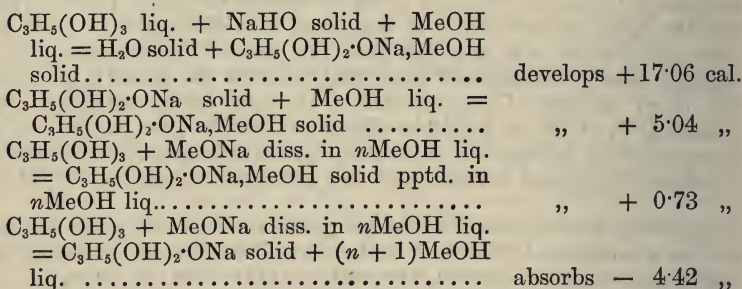 C₃H₅(OH)₃ liq. + NaHO solid + MeOH
liq. = H₂O solid + C₃H₅(OH)₂·ONa,MeOH
solid................................ develops +17·06 cal.
C₃H₅(OH)₂·ONa solid + MeOH liq. =
C₃H₅(OH)₂·ONa,MeOH solid .......... ,, + 5·04 ,,
C₃H₅(OH)₃ + MeONa diss. in nMeOH liq.
= C₃H₅(OH)₂·ONa,MeOH solid pptd. in
nMeOH liq............................ ,, + 0·73 ,,
C₃H₅(OH)₃ + MeONa diss. in nMeOH liq.
= C₃H₅(OH)₂·ONa solid + (n + 1)MeOH
liq. ................................ absorbs − 4·42 ,,